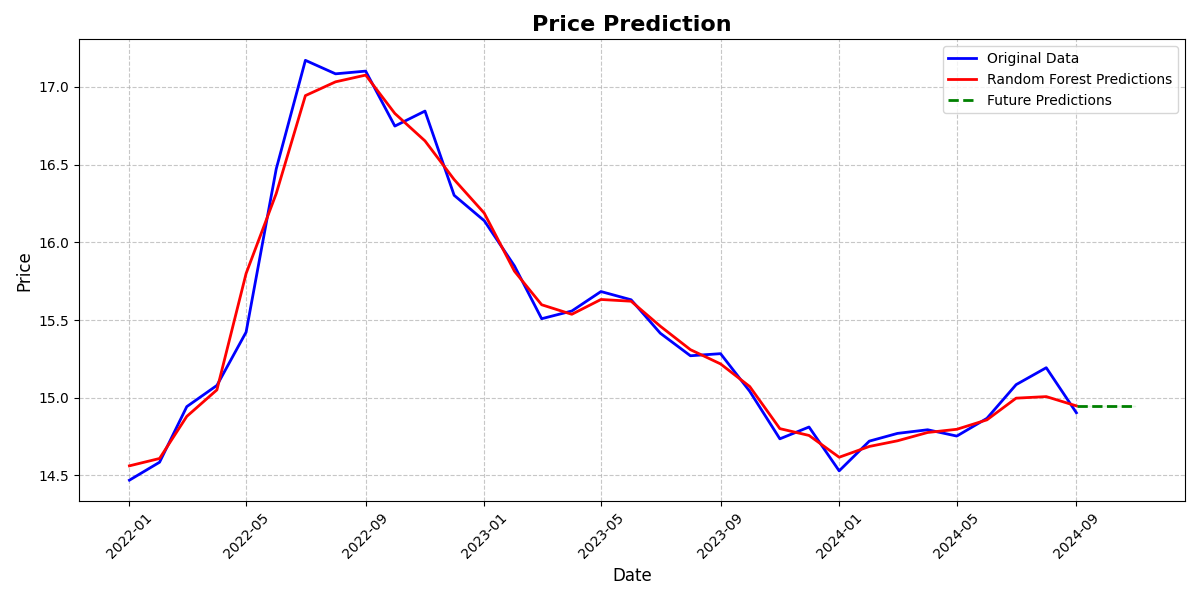 Price Prediction
Original Data
Random Forest Predictions
Future Predictions
Price
17.0
16.5
16.0
15.5
15.0
14.5
2022-01
2022-05
2022-09
2023-01
2023-05
2023-09
2024-01
2024-05
2024-09
Date